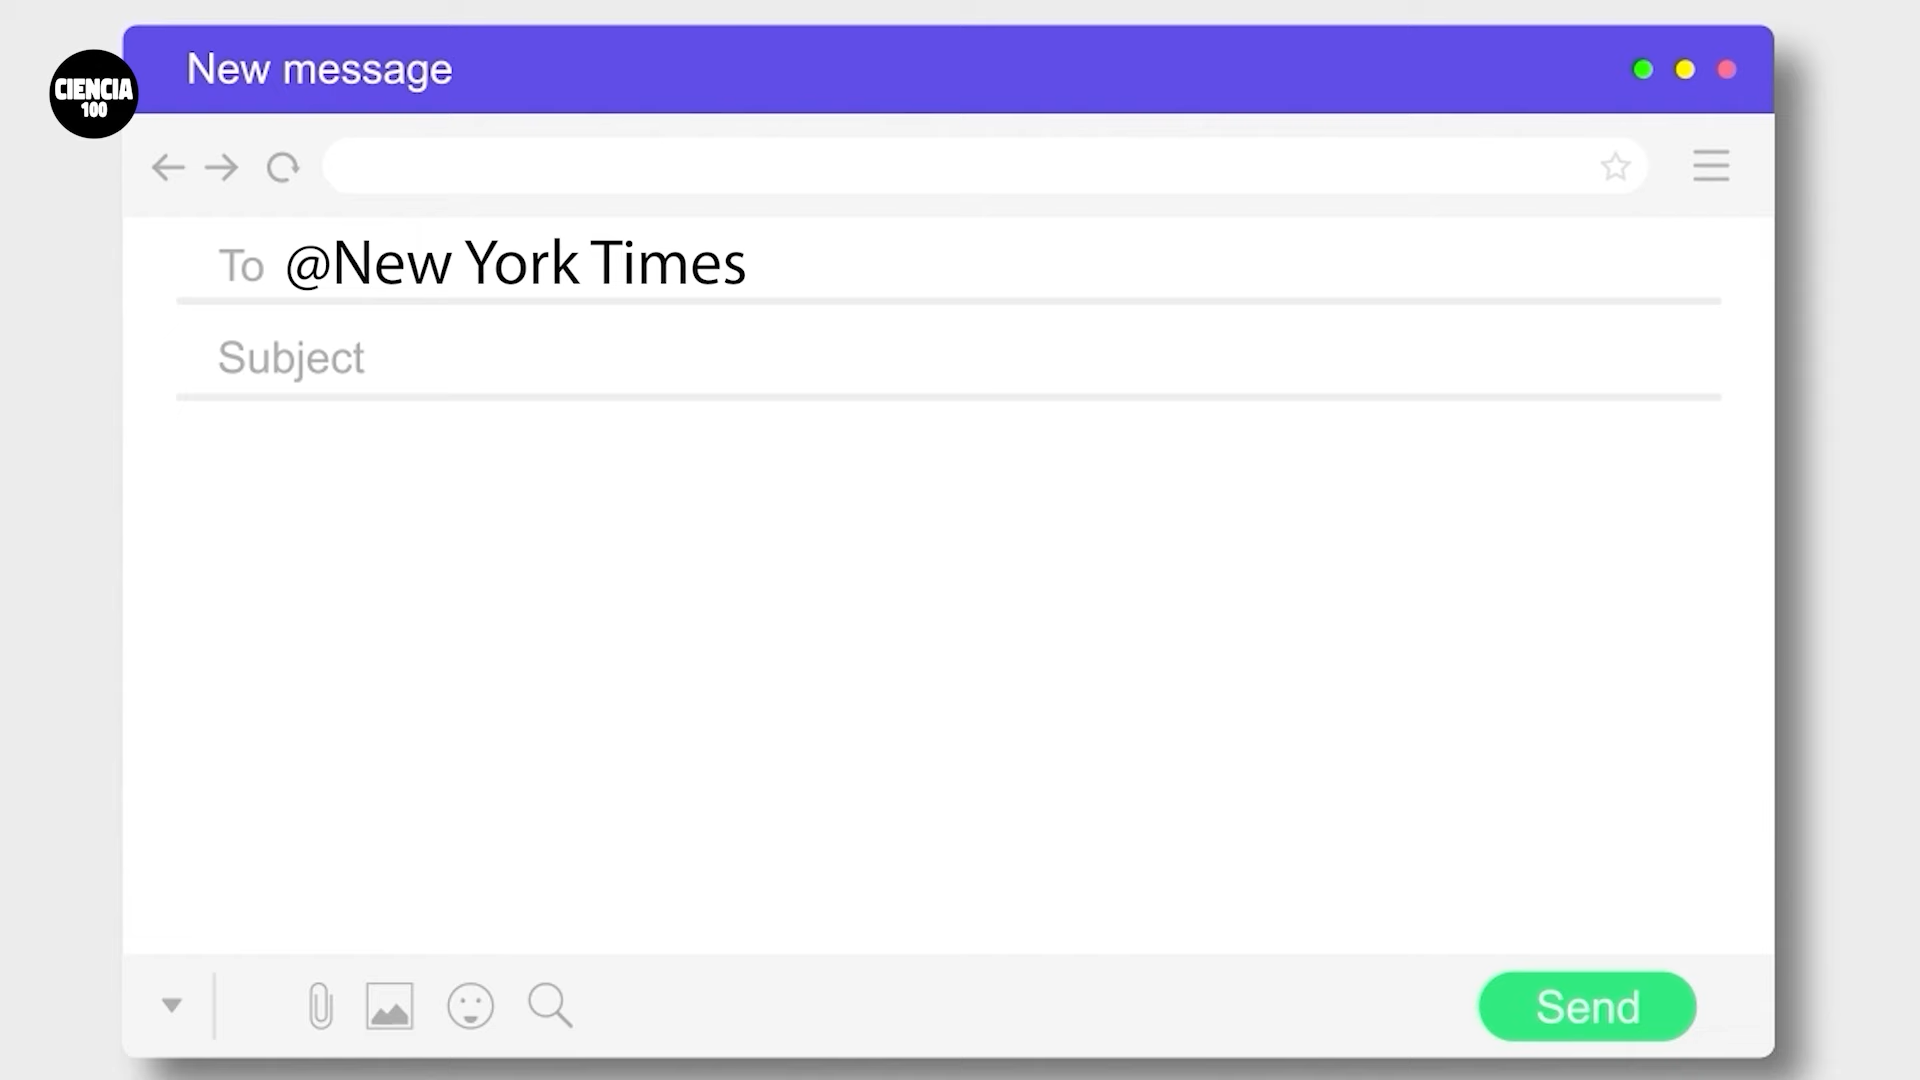 New message
CIENCIA
100
To @New York Times
Subject
Send